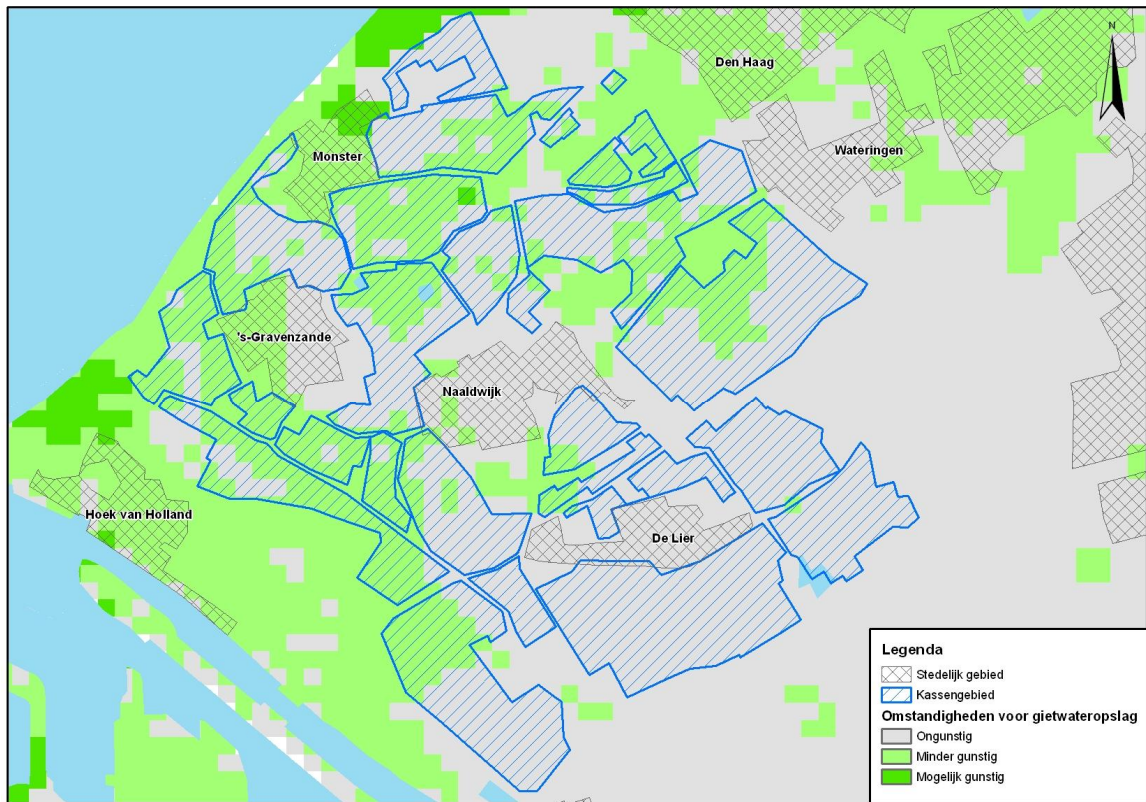 N
Den Haag
Wateringen
Monster
's-Gravenzande
Naaldwijk
Hoek van Holland
De Lier
Legenda
Stedelijk gebied
Kassengebied
Omstandigheden voor gietwateropslag
Ongunstig
Minder gunstig
Mogelijk gunstig